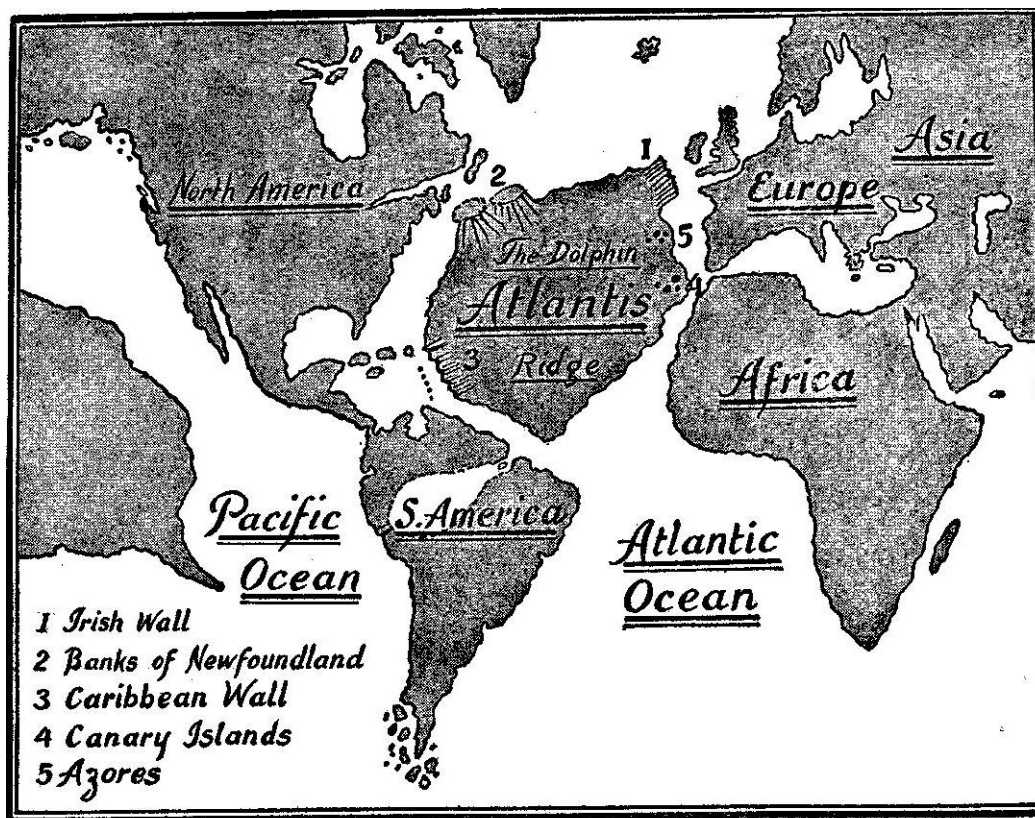 Asia
North America
Europe
1
2
The Dolphin
5
Atlantis
4
3
Ridge
Africa
Pacific
Ocean
S. America
Atlantic
Ocean
1 Irish Wall
2 Banks of Newfoundland
3 Caribbean Wall
4 Canary Islands
5 Azores